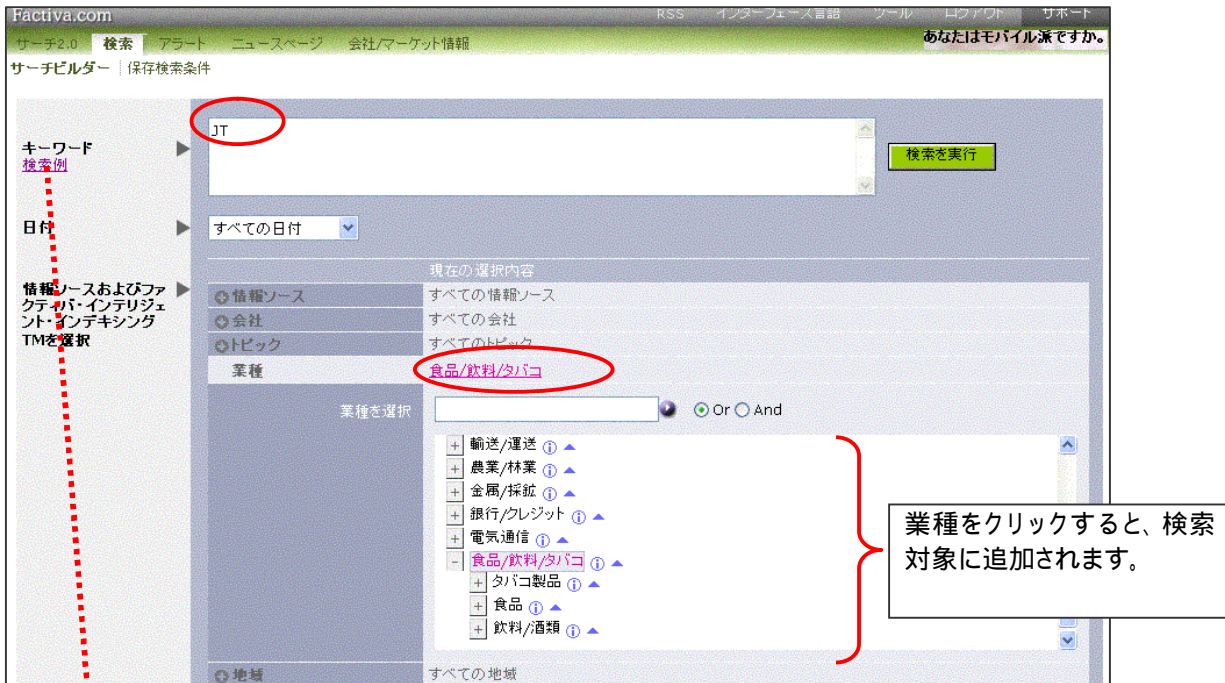 Factiva.com RSS インターフェース言語 ツール ログアウト サポート
サーチ2.0 検索 アラート ニュースページ 会社/マーケット情報 あなたはモバイル派ですか。
サーチビルダー 保存検索条件
JT
キーワード
検索例
検索を実行
日付 すべての日付
現在の選択内容
情報ソースおよびファ
クティバ・インテリジェ
ント・インデキシング
TMを選択
情報ソース すべての情報ソース
会社 すべての会社
トピック すべてのトピック
業種 食品/飲料/タバコ
業種を選択 Or And
+ 輸送/運送
+ 農業/林業
+ 金属/採鉱
+ 銀行/クレジット
+ 電気通信
- 食品/飲料/タバコ
+ タバコ製品
+ 食品
+ 飲料/酒類
業種をクリックすると、検索
対象に追加されます。
地域 すべての地域